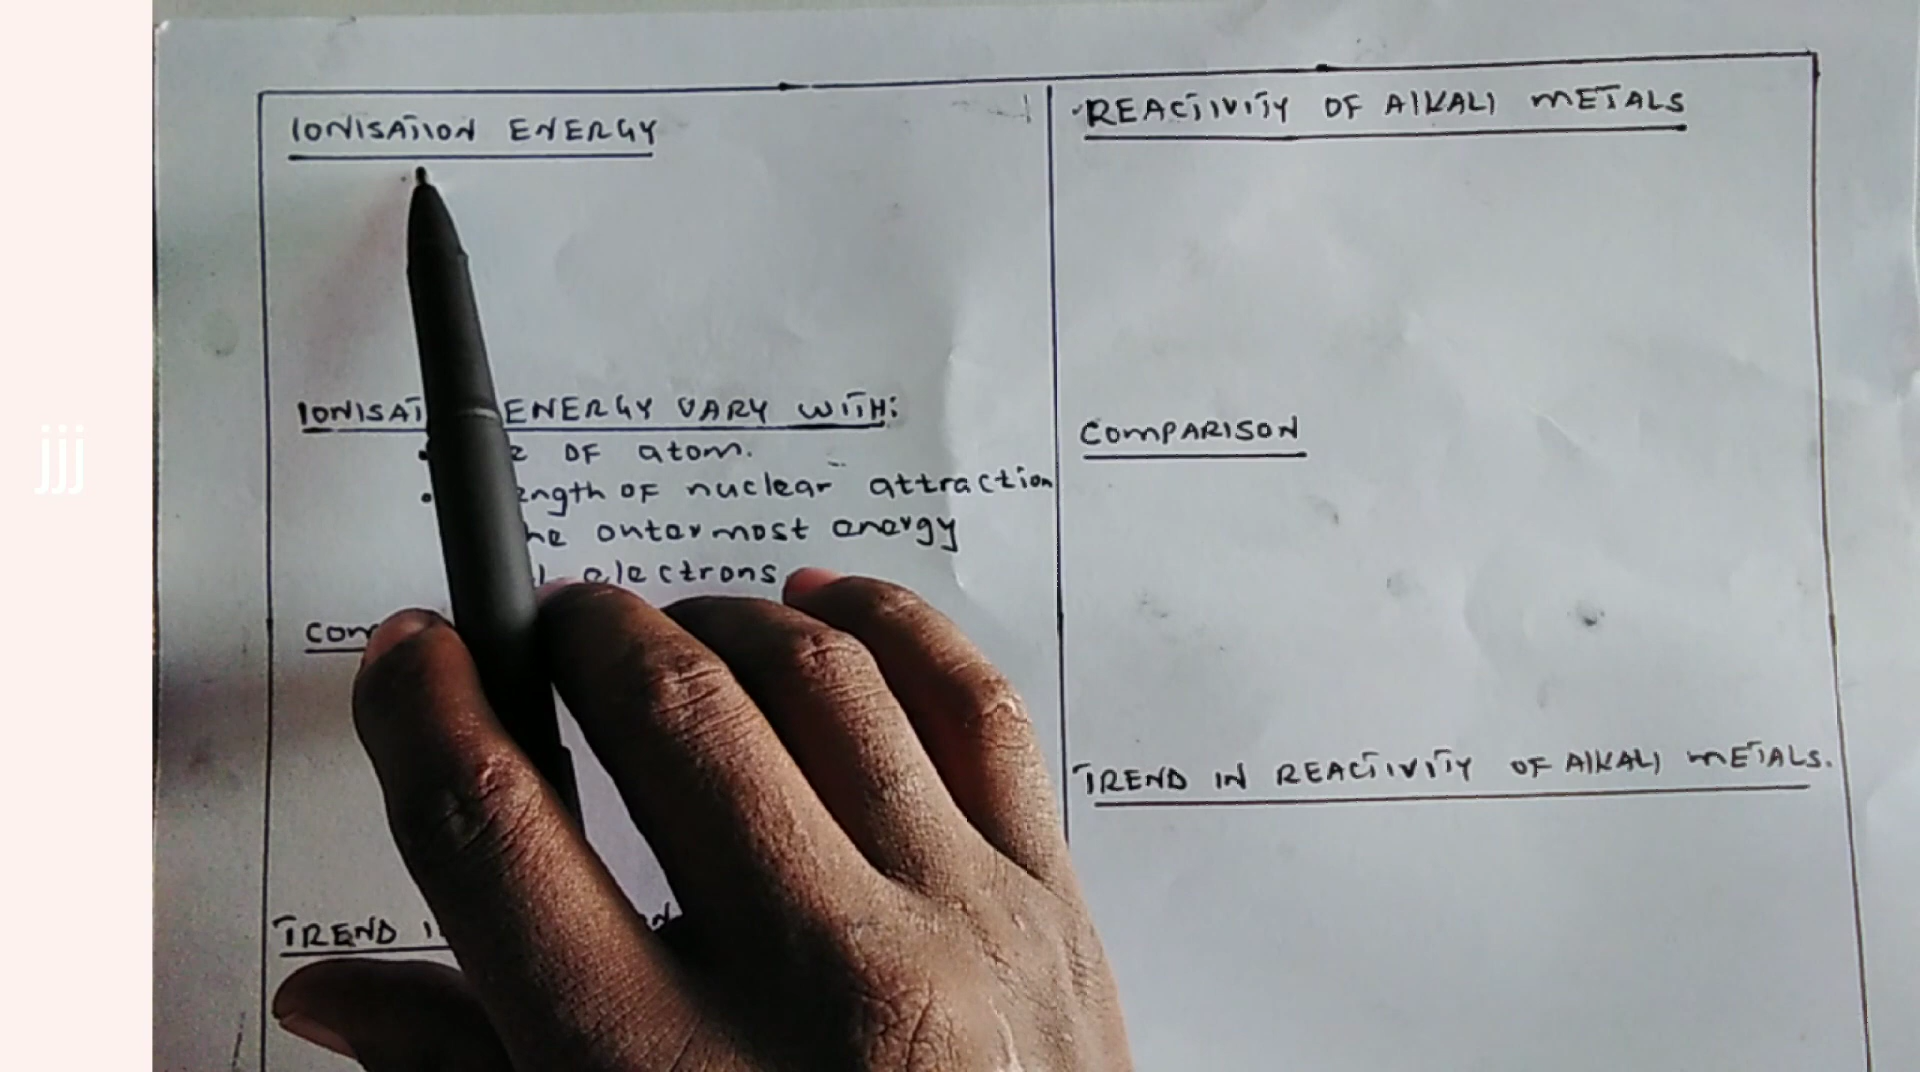 jjj
IONISATION ENERGY
IONISAT ENERGY VARY WITH:
OF atom.
ngth OF nuclear attraction
outermost energy
electrons
TREND
REACTIVITY OF AlKALI METALS
COMPARISON
TREND IN REACTIVITY OF AlKALI METALS.